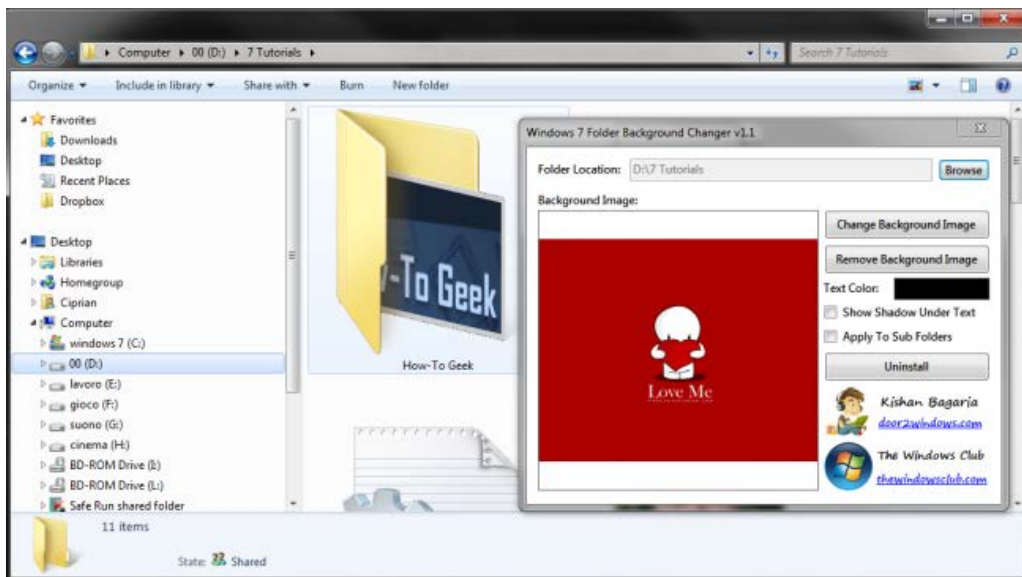 Computer ▸ 00 (D:) ▸ 7 Tutorials ▸
Search 7 Tutorials
Organize Include in library Share with Burn New folder
Favorites
Downloads
Desktop
Recent Places
Dropbox
Desktop
Libraries
Homegroup
Ciprian
Computer
windows 7 (C:)
00 (D:)
lavoro (E:)
gioco (F:)
suono (G:)
cinema (H:)
BD-ROM Drive (I:)
BD-ROM Drive (L:)
Safe Run shared folder
-To Geek
How-To Geek
Windows 7 Folder Background Changer v1.1
Folder Location: D:\7 Tutorials Browse
Background Image:
Love Me
Change Background Image
Remove Background Image
Text Color:
Show Shadow Under Text
Apply To Sub Folders
Uninstall
Kishan Bagaria
door2windows.com
The Windows Club
thewindowsclub.com
11 items
State: Shared